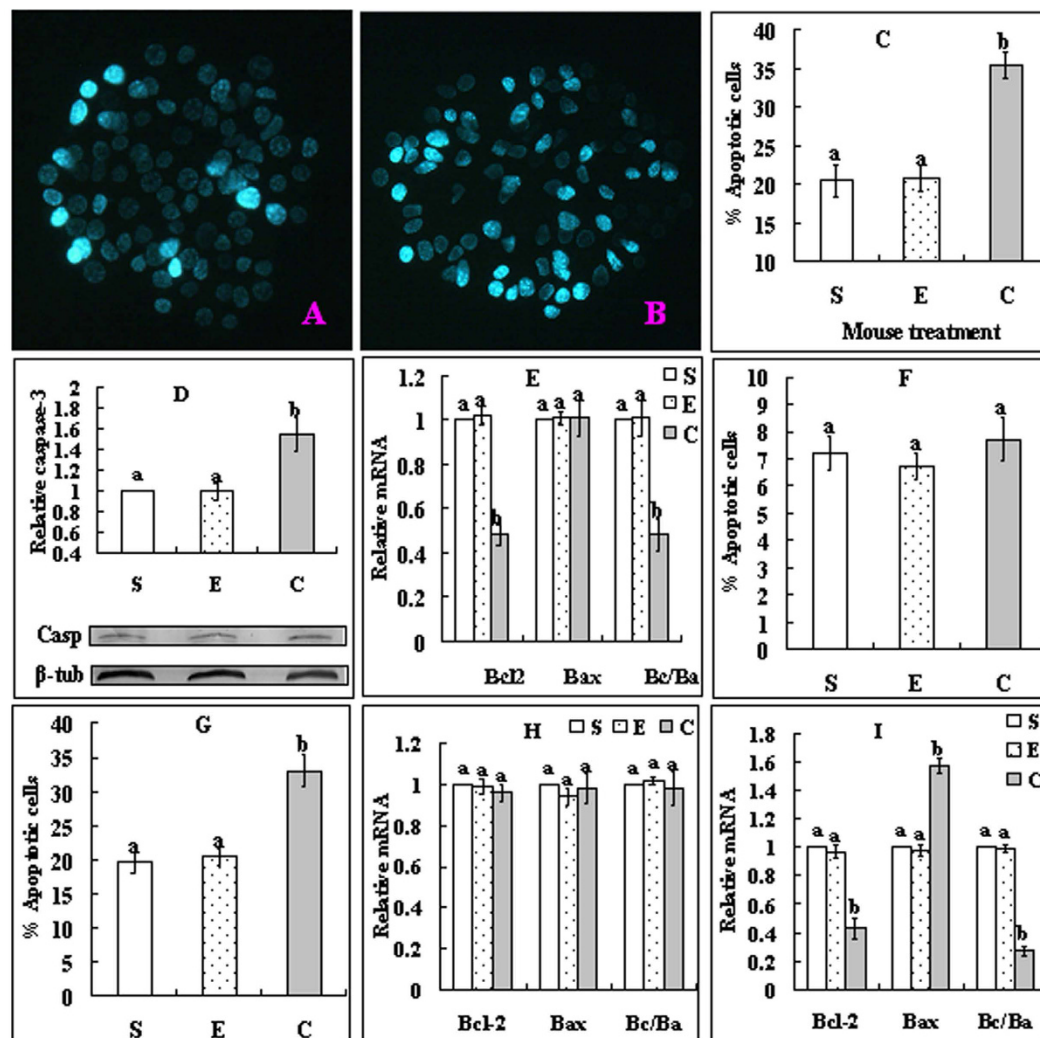 A
B
C
% Apoptotic cells
40
35
30
25
20
15
10
a
a
b
S
E
C
Mouse treatment
D
Relative caspase-3
2
1.8
1.6
1.4
1.2
1
0.8
0.6
0.4
a
a
b
S
E
C
Casp
β-tub
E
Relative mRNA
1.2
1
0.8
0.6
0.4
0.2
0
S
E
C
a a
b
a a a
a a
b
Bcl2
Bax
Bc/Ba
F
% Apoptotic cells
10
9
8
7
6
5
4
3
2
1
0
a
a
a
S
E
C
G
% Apoptotic cells
40
35
30
25
20
15
10
5
0
a
a
b
S
E
C
H
Relative mRNA
1.2
1
0.8
0.6
0.4
0.2
0
S
E
C
a a a
a a a
a a a
Bcl-2
Bax
Bc/Ba
I
Relative mRNA
1.8
1.6
1.4
1.2
1
0.8
0.6
0.4
0.2
0
S
E
C
a a
b
a a
b
a a
b
Bcl-2
Bax
Bc/Ba